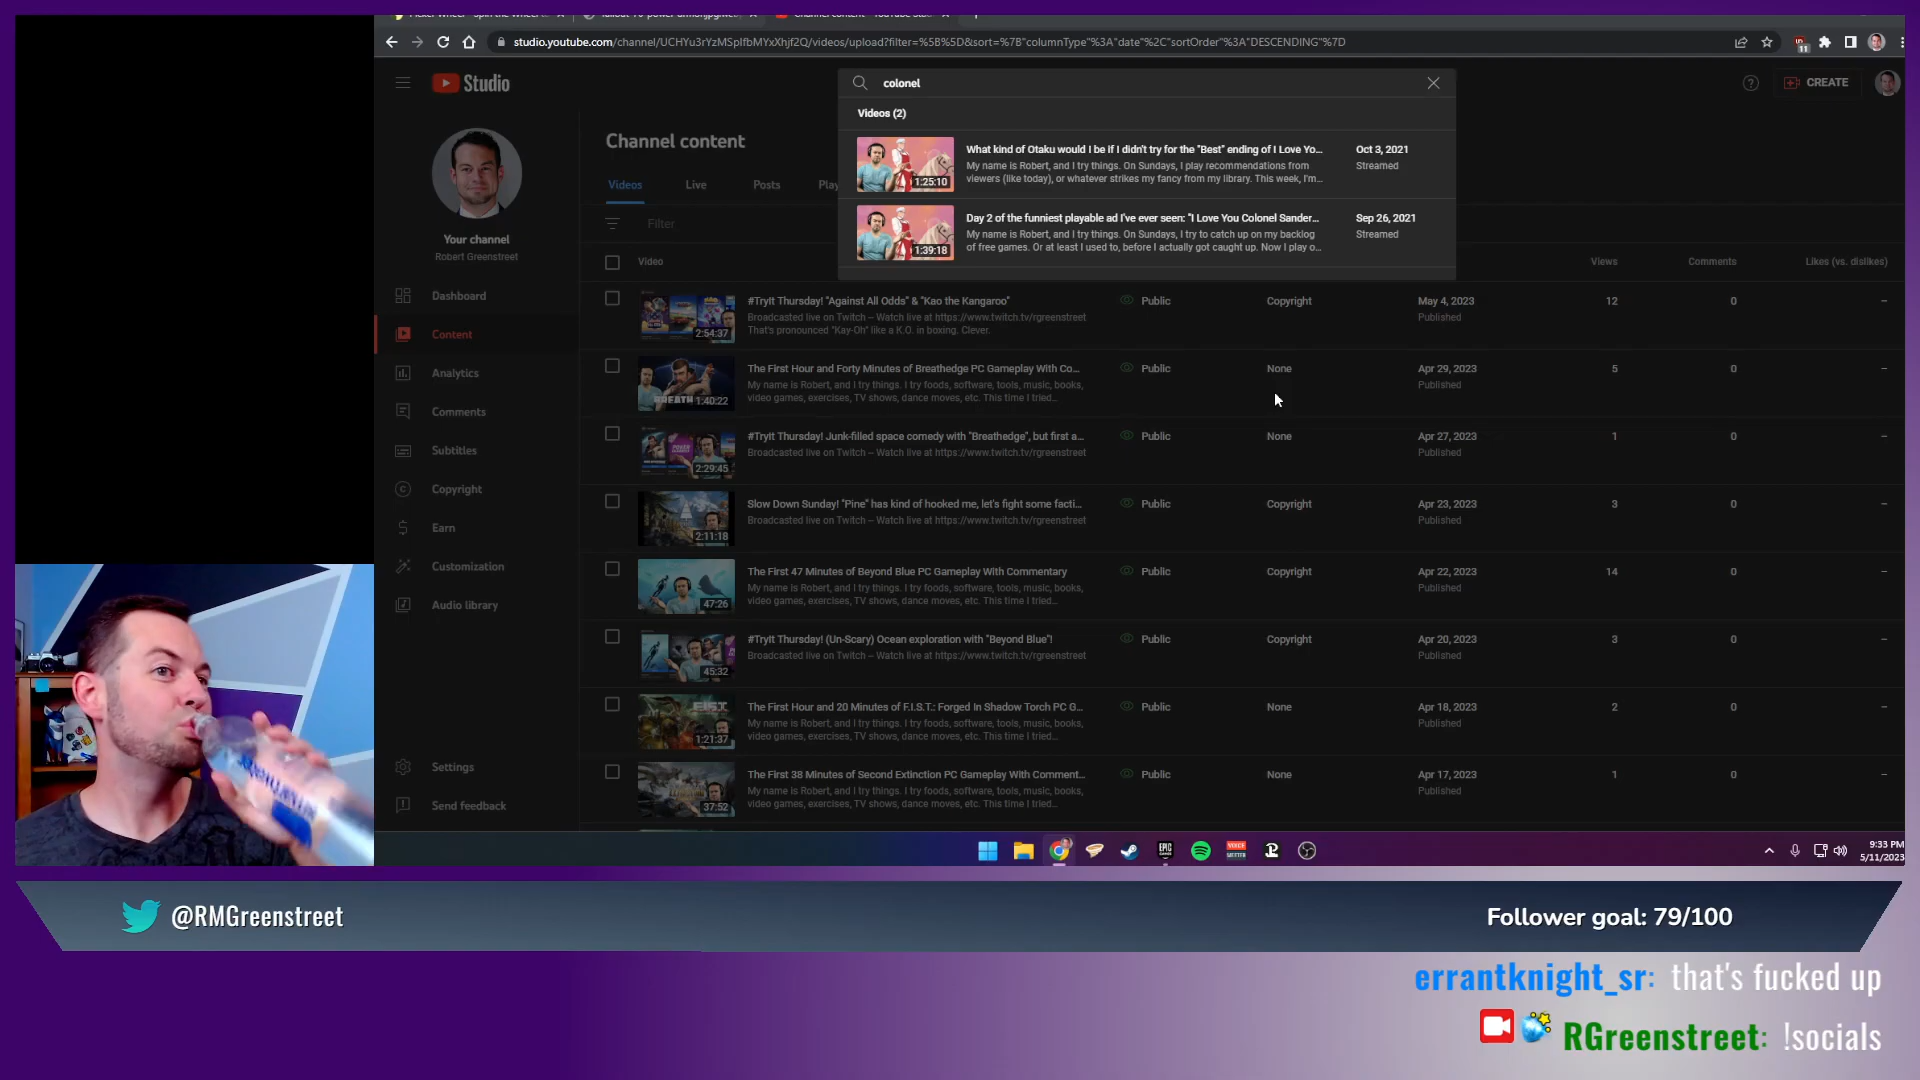 studio.youtube.com/channel/UCHYu3rYzMSpIfbMYxXhjf2Q/videos/upload?filter=%5B%5D&sort=%7B"columnType"%3A"date"%2C"sortOrder"%3A"DESCENDING"%7D
11
Studio
colonel
CREATE
Videos (2)
What kind of Otaku would I be if I didn't try for the "Best" ending of I Love Yo...
Oct 3, 2021
My name is Robert, and I try things. On Sundays, I play recommendations from
Streamed
viewers (like today), or whatever strikes my fancy from my library. This week, I'm...
1:25:10
Day 2 of the funniest playable ad I've ever seen: "I Love You Colonel Sander...
Sep 26, 2021
My name is Robert, and I try things. On Sundays, I try to catch up on my backlog
Streamed
of free games. Or at least I used to, before I actually got caught up. Now I play o...
1:39:18
Channel content
Videos
Live
Posts
Play
Filter
Video
Views
Comments
Likes (vs. dislikes)
Your channel
Robert Greenstreet
Dashboard
Content
Analytics
Comments
Subtitles
Copyright
Earn
Customization
Audio library
Settings
Send feedback
#TryIt Thursday! "Against All Odds" & "Kao the Kangaroo"
Public
Copyright
May 4, 2023
12
0
–
Broadcasted live on Twitch -- Watch live at https://www.twitch.tv/rgreenstreet
Published
That's pronounced "Kay-Oh" like a K.O. in boxing. Clever.
2:54:37
The First Hour and Forty Minutes of Breathedge PC Gameplay With Co...
Public
None
Apr 29, 2023
5
0
–
My name is Robert, and I try things. I try foods, software, tools, music, books,
Published
video games, exercises, TV shows, dance moves, etc. This time I tried...
1:40:22
#TryIt Thursday! Junk-filled space comedy with "Breathedge", but first a...
Public
None
Apr 27, 2023
1
0
–
Broadcasted live on Twitch -- Watch live at https://www.twitch.tv/rgreenstreet
Published
2:29:45
Slow Down Sunday! "Pine" has kind of hooked me, let's fight some facti...
Public
Copyright
Apr 23, 2023
3
0
–
Broadcasted live on Twitch -- Watch live at https://www.twitch.tv/rgreenstreet
Published
2:11:18
The First 47 Minutes of Beyond Blue PC Gameplay With Commentary
Public
Copyright
Apr 22, 2023
14
0
–
My name is Robert, and I try things. I try foods, software, tools, music, books,
Published
video games, exercises, TV shows, dance moves, etc. This time I tried...
47:26
#TryIt Thursday! (Un-Scary) Ocean exploration with "Beyond Blue"!
Public
Copyright
Apr 20, 2023
3
0
–
Broadcasted live on Twitch -- Watch live at https://www.twitch.tv/rgreenstreet
Published
45:32
The First Hour and 20 Minutes of F.I.S.T.: Forged In Shadow Torch PC G...
Public
None
Apr 18, 2023
2
0
–
My name is Robert, and I try things. I try foods, software, tools, music, books,
Published
video games, exercises, TV shows, dance moves, etc. This time I tried...
1:21:37
The First 38 Minutes of Second Extinction PC Gameplay With Comment...
Public
None
Apr 17, 2023
1
0
–
My name is Robert, and I try things. I try foods, software, tools, music, books,
Published
video games, exercises, TV shows, dance moves, etc. This time I tried...
37:52
9:33 PM
5/11/2023
@RMGreenstreet
Follower goal: 79/100
errantknight_sr: that's fucked up
RGreenstreet: !socials